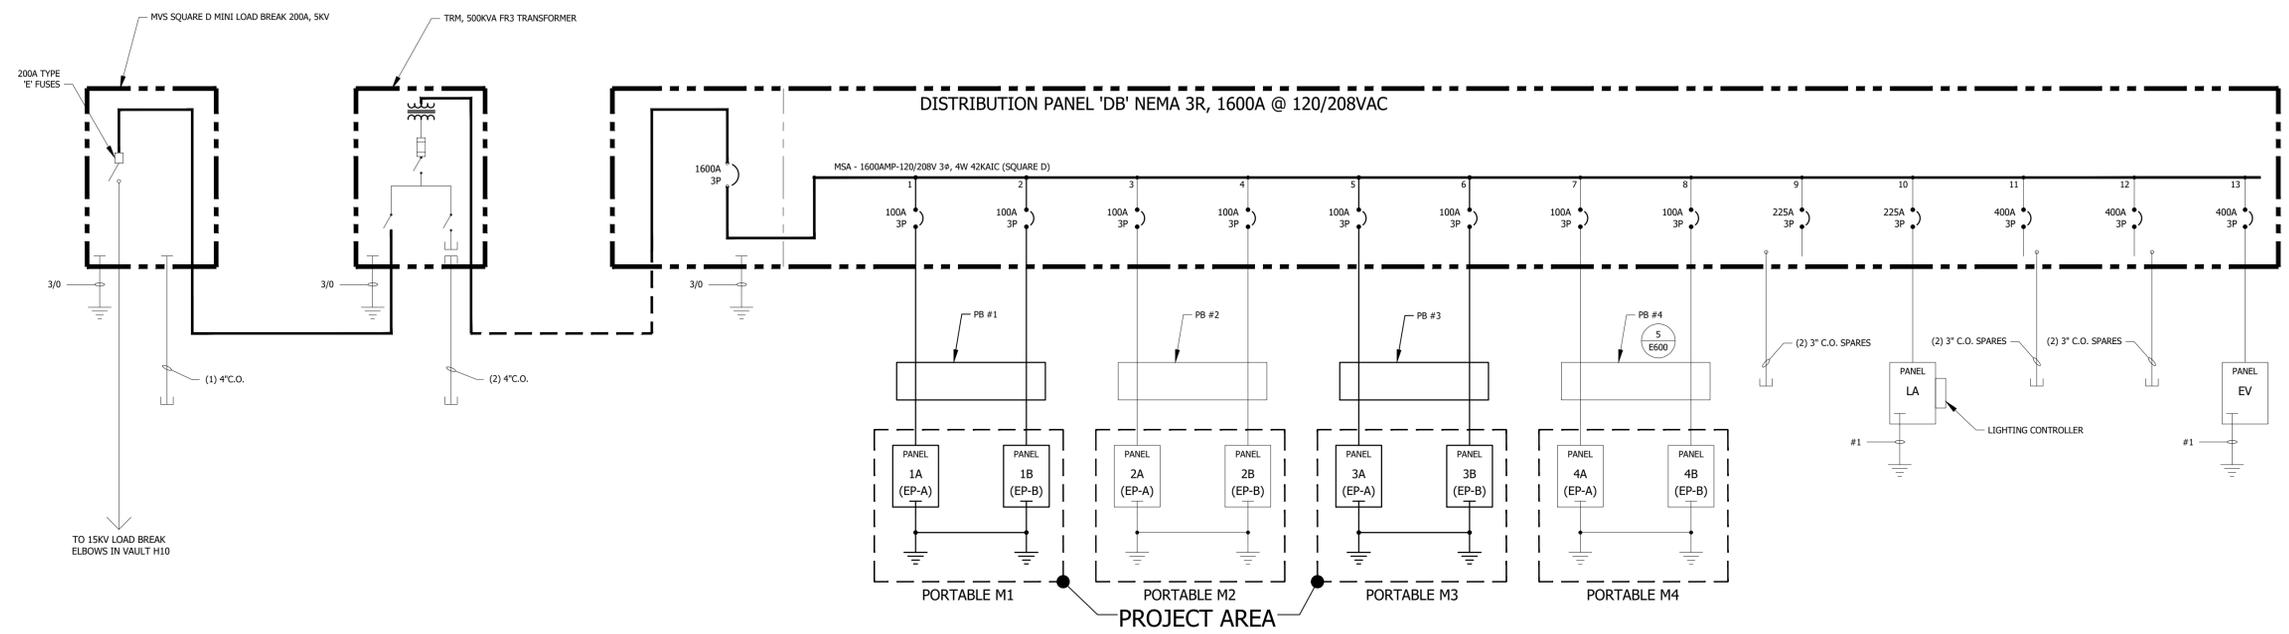 MVS SQUARE D MINI LOAD BREAK 200A, 5KV
TRM, 500KVA FR3 TRANSFORMER
200A TYPE
'E' FUSES
DISTRIBUTION PANEL 'DB' NEMA 3R, 1600A @ 120/208VAC
1600A
3P
MSA - 1600AMP-120/208V 3ø, 4W 42KAIC (SQUARE D)
1
2
3
4
5
6
7
8
9
10
11
12
13
100A
3P
100A
3P
100A
3P
100A
3P
100A
3P
100A
3P
100A
3P
100A
3P
225A
3P
225A
3P
400A
3P
400A
3P
400A
3P
3/0
3/0
3/0
PB #1
PB #2
PB #3
PB #4
5
E600
(1) 4"C.O.
(2) 4"C.O.
(2) 3" C.O. SPARES
(2) 3" C.O. SPARES
(2) 3" C.O. SPARES
PANEL
LA
PANEL
EV
LIGHTING CONTROLLER
#1
#1
PANEL
1A
(EP-A)
PANEL
1B
(EP-B)
PANEL
2A
(EP-A)
PANEL
2B
(EP-B)
PANEL
3A
(EP-A)
PANEL
3B
(EP-B)
PANEL
4A
(EP-A)
PANEL
4B
(EP-B)
TO 15KV LOAD BREAK
ELBOWS IN VAULT H10
PORTABLE M1
PORTABLE M2
PORTABLE M3
PORTABLE M4
PROJECT AREA